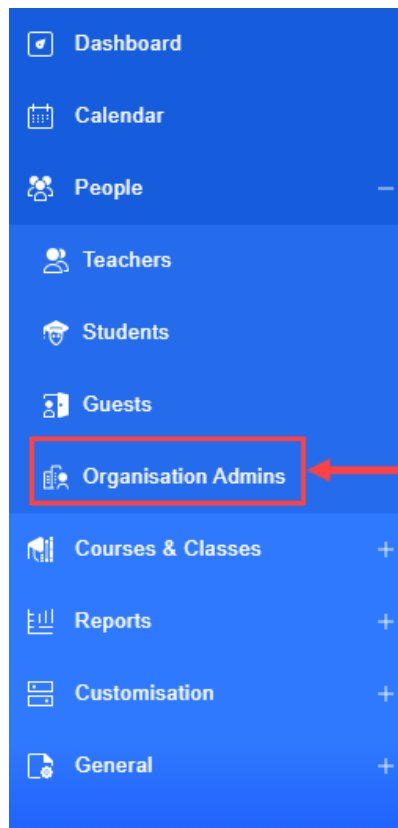 Dashboard
Calendar
People
Teachers
Students
Guests
Organisation Admins
Courses & Classes
Reports
Customisation
General